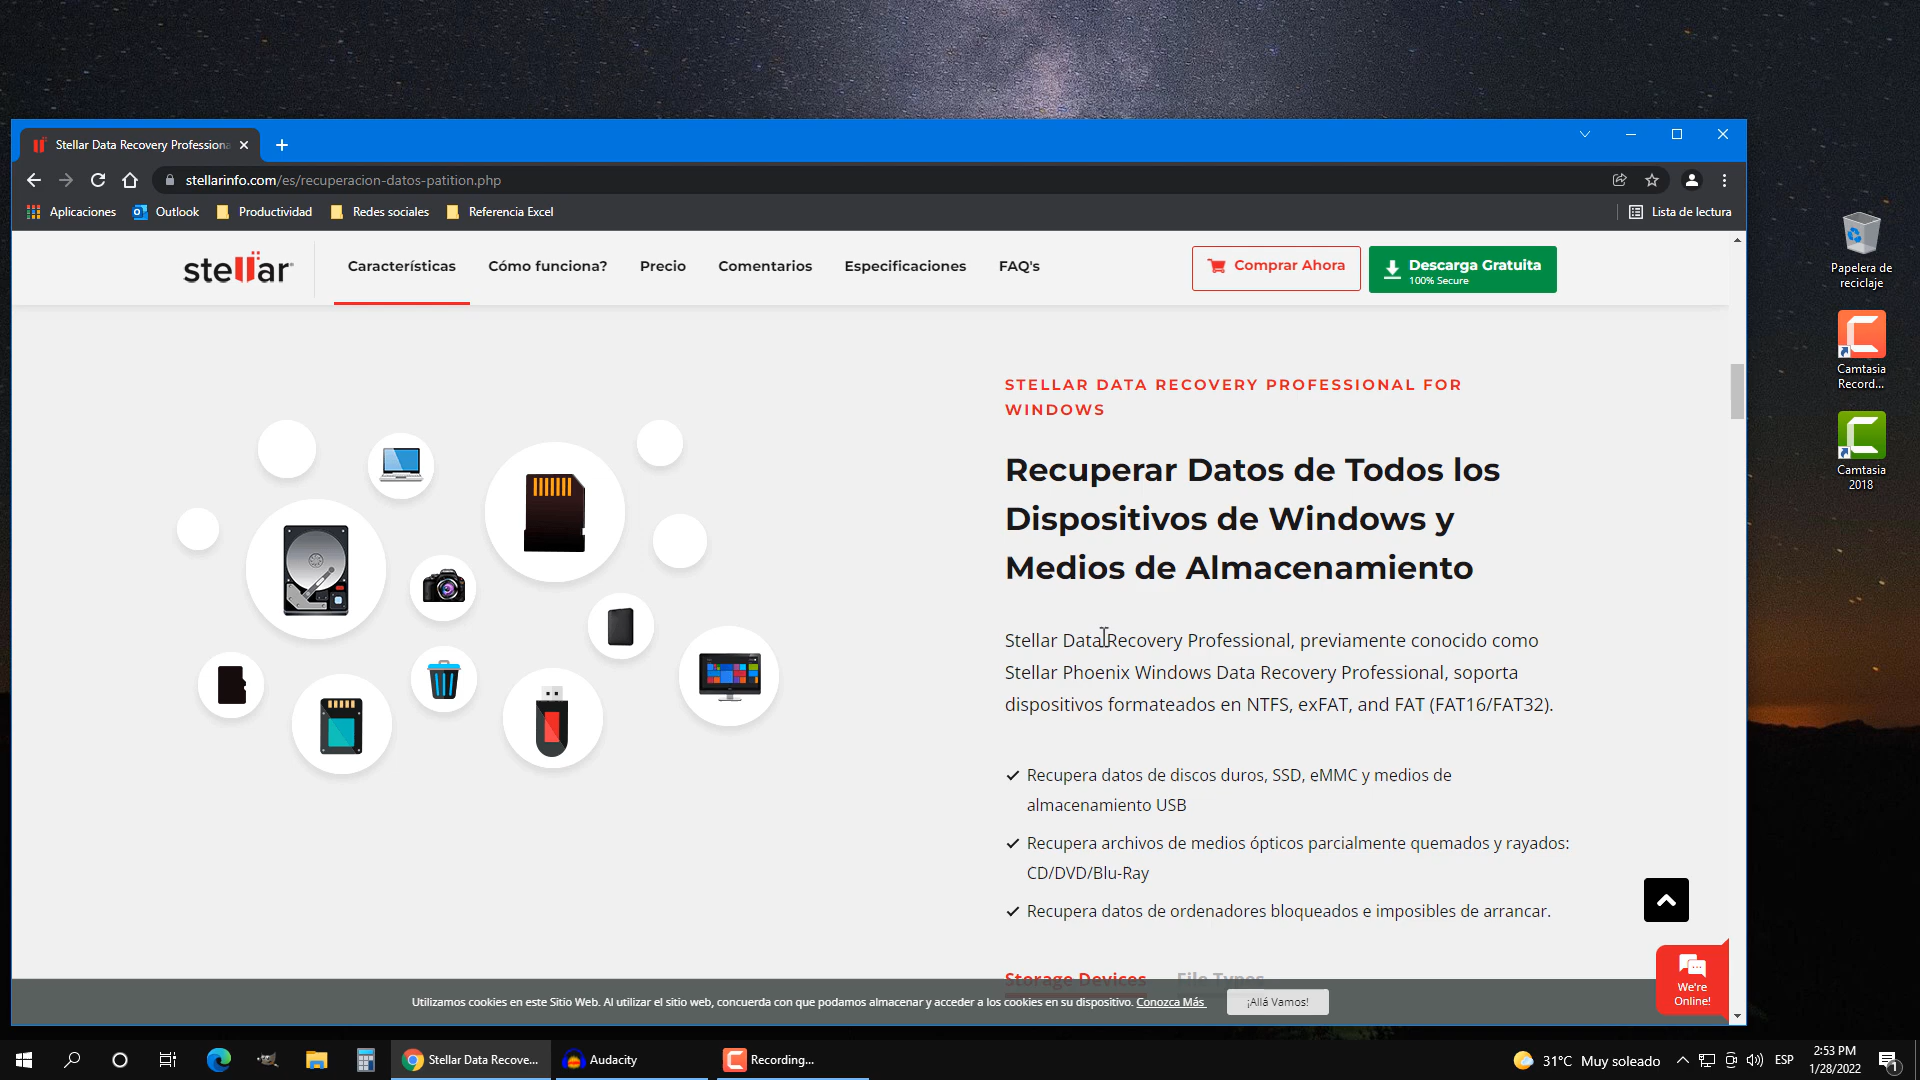 Stellar Data Recovery Professiona
stellarinfo.com/es/recuperacion-datos-patition.php
Aplicaciones Outlook Productividad Redes sociales Referencia Excel Lista de lectura
stellar Características Cómo funciona? Precio Comentarios Especificaciones FAQ's Comprar Ahora Descarga Gratuita
100% Secure
STELLAR DATA RECOVERY PROFESSIONAL FOR
WINDOWS
Recuperar Datos de Todos los
Dispositivos de Windows y
Medios de Almacenamiento
Stellar Data Recovery Professional, previamente conocido como
Stellar Phoenix Windows Data Recovery Professional, soporta
dispositivos formateados en NTFS, exFAT, and FAT (FAT16/FAT32).
Recupera datos de discos duros, SSD, eMMC y medios de
almacenamiento USB
Recupera archivos de medios ópticos parcialmente quemados y rayados:
CD/DVD/Blu-Ray
Recupera datos de ordenadores bloqueados e imposibles de arrancar.
Storage Devices File Types
Utilizamos cookies en este Sitio Web. Al utilizar el sitio web, concuerda con que podamos almacenar y acceder a los cookies en su dispositivo. Conozca Más ¡Allá Vamos!
We're
Online!
Papelera de
reciclaje
Camtasia
Record...
Camtasia
2018
Stellar Data Recove... Audacity Recording... 31°C Muy soleado ESP
2:53 PM
1/28/2022
1